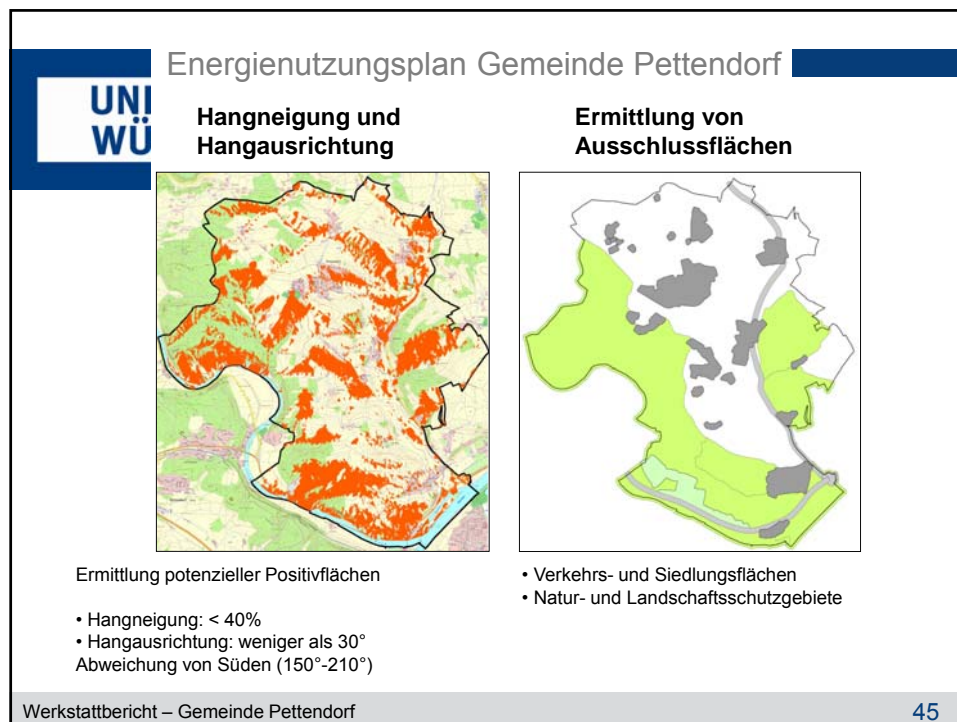 Energienutzungsplan Gemeinde Pettendorf
UNI
WÜ
Hangneigung und
Hangausrichtung
Ermittlung von
Ausschlussflächen
Ermittlung potenzieller Positivflächen
• Hangneigung: < 40%
• Hangausrichtung: weniger als 30°
Abweichung von Süden (150°-210°)
• Verkehrs- und Siedlungsflächen
• Natur- und Landschaftsschutzgebiete
Werkstattbericht – Gemeinde Pettendorf
45